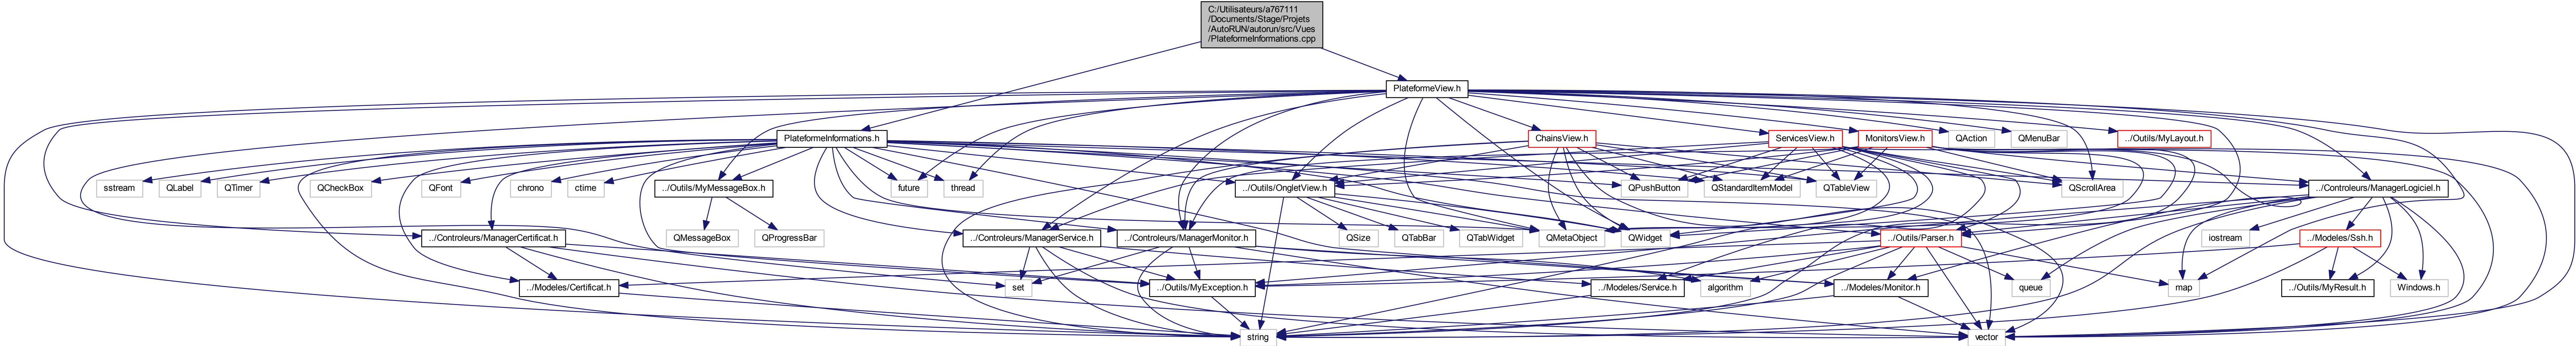 C:/Utilisateurs/a767111
/Documents/Stage/Projets
/AutoRUN/autorun/src/Vues
/PlateformeInformations.cpp
PlateformeView.h
PlateformeInformations.h
ChainsView.h
ServicesView.h
MonitorsView.h
QAction
QMenuBar
../Outils/MyLayout.h
sstream
QLabel
QTimer
QCheckBox
QFont
chrono
ctime
../Outils/MyMessageBox.h
future
thread
../Outils/OngletView.h
QPushButton
QStandardItemModel
QTableView
QScrollArea
../Controleurs/ManagerLogiciel.h
../Controleurs/ManagerCertificat.h
QMessageBox
QProgressBar
../Controleurs/ManagerService.h
../Controleurs/ManagerMonitor.h
QSize
QTabBar
QTabWidget
QMetaObject
QWidget
../Outils/Parser.h
iostream
../Modeles/Ssh.h
../Modeles/Certificat.h
set
../Outils/MyException.h
../Modeles/Service.h
algorithm
../Modeles/Monitor.h
queue
map
../Outils/MyResult.h
Windows.h
string
vector